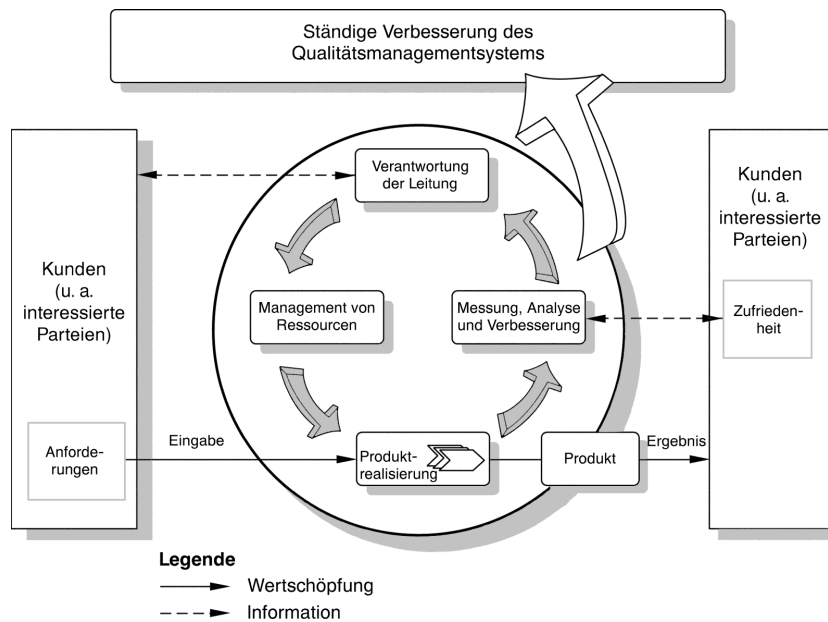 Ständige Verbesserung des
Qualitätsmanagementsystems
Verantwortung
der Leitung
Kunden
(u. a.
interessierte
Parteien)
Kunden
(u. a.
interessierte
Parteien)
Management von
Ressourcen
Messung, Analyse
und Verbesserung
Zufrieden-
heit
Anforde-
rungen
Eingabe
Produkt-
realisierung
Produkt
Ergebnis
Legende
Wertschöpfung
Information